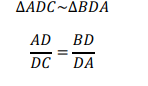 ΔADC~ΔBDA
AD/DC = BD/DA